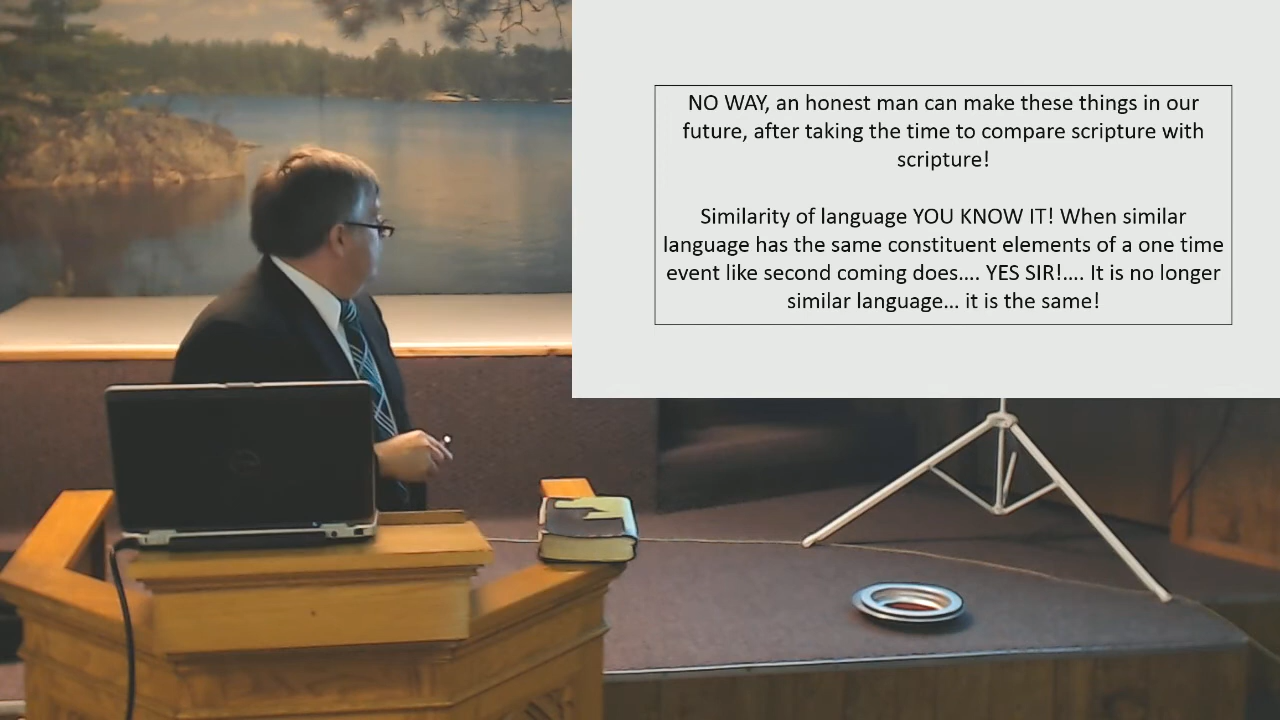 NO WAY, an honest man can make these things in our
future, after taking the time to compare scripture with
scripture!
Similarity of language YOU KNOW IT! When similar
language has the same constituent elements of a one time
event like second coming does.... YES SIR!.... It is no longer
similar language... it is the same!